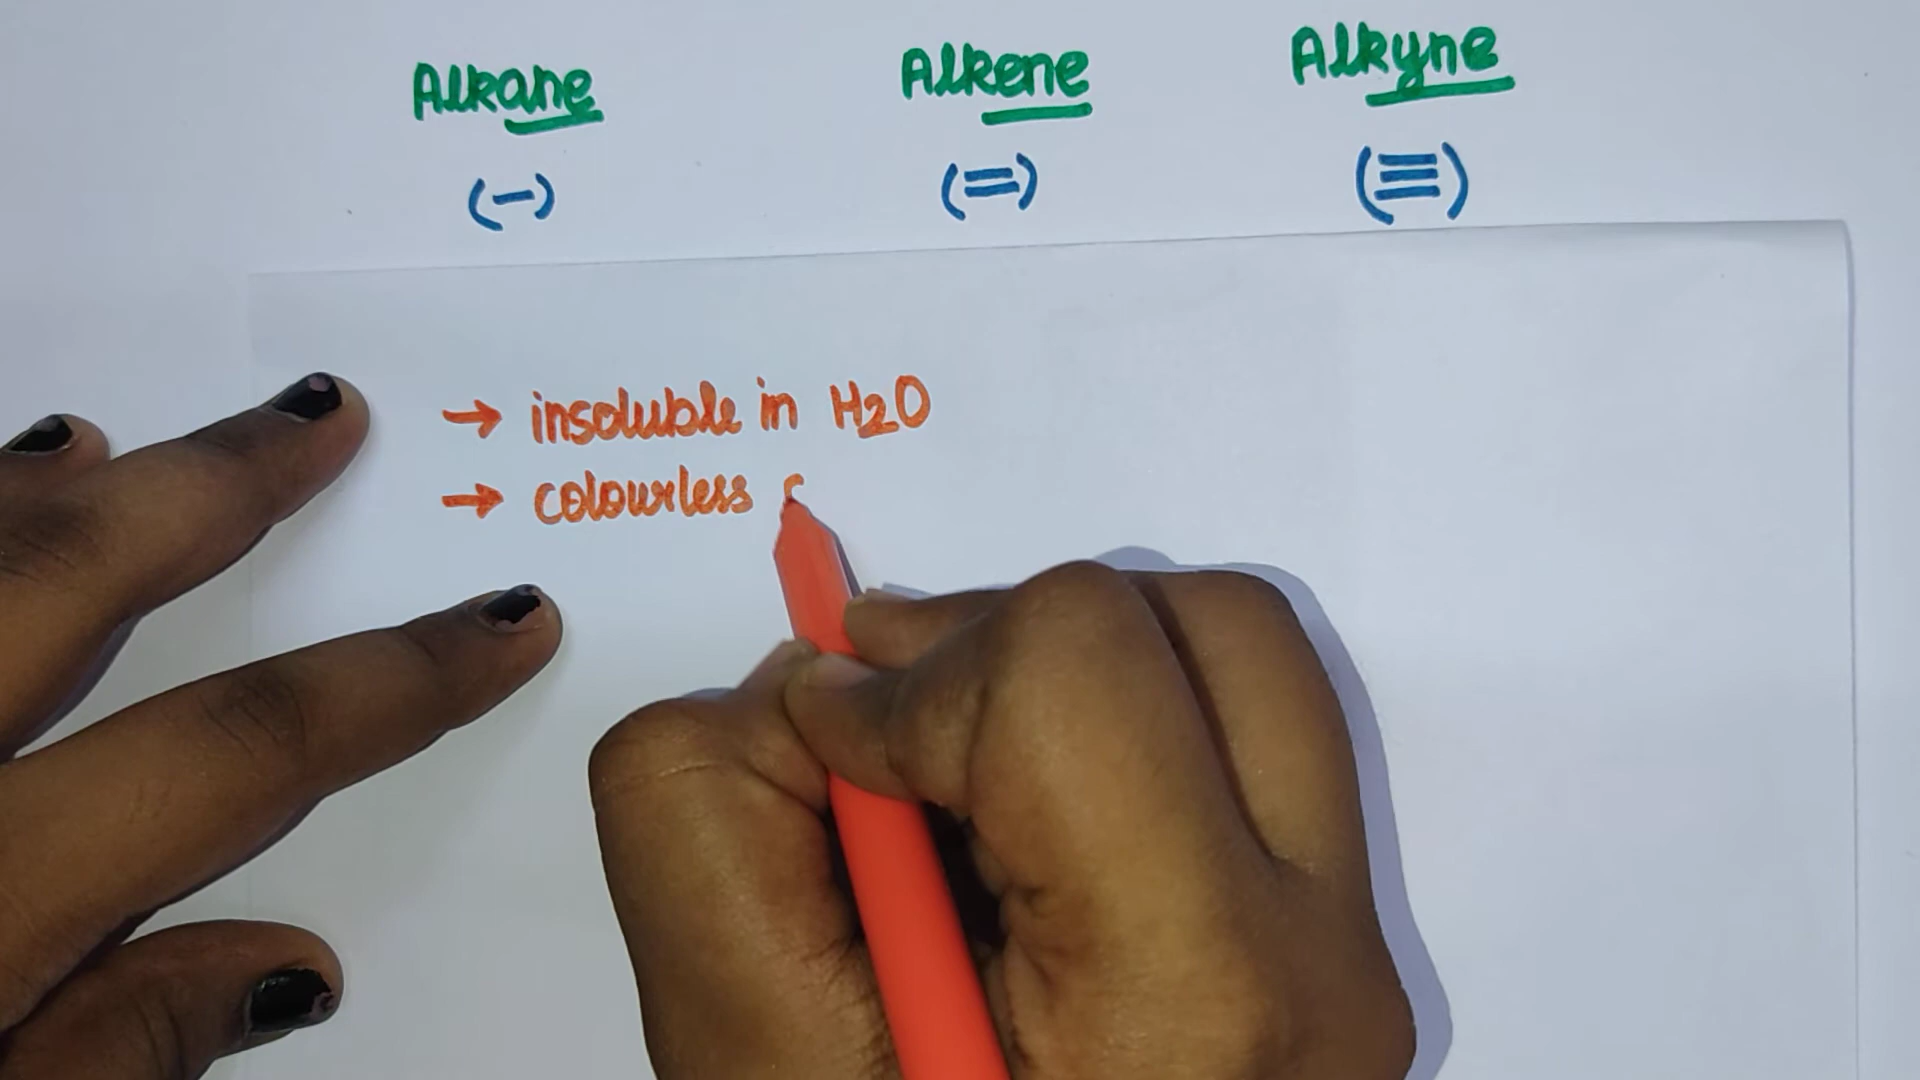 Alkane Alkene Alkyne
(-) (=) (≡)
→ insoluble in H2O
→ colourless